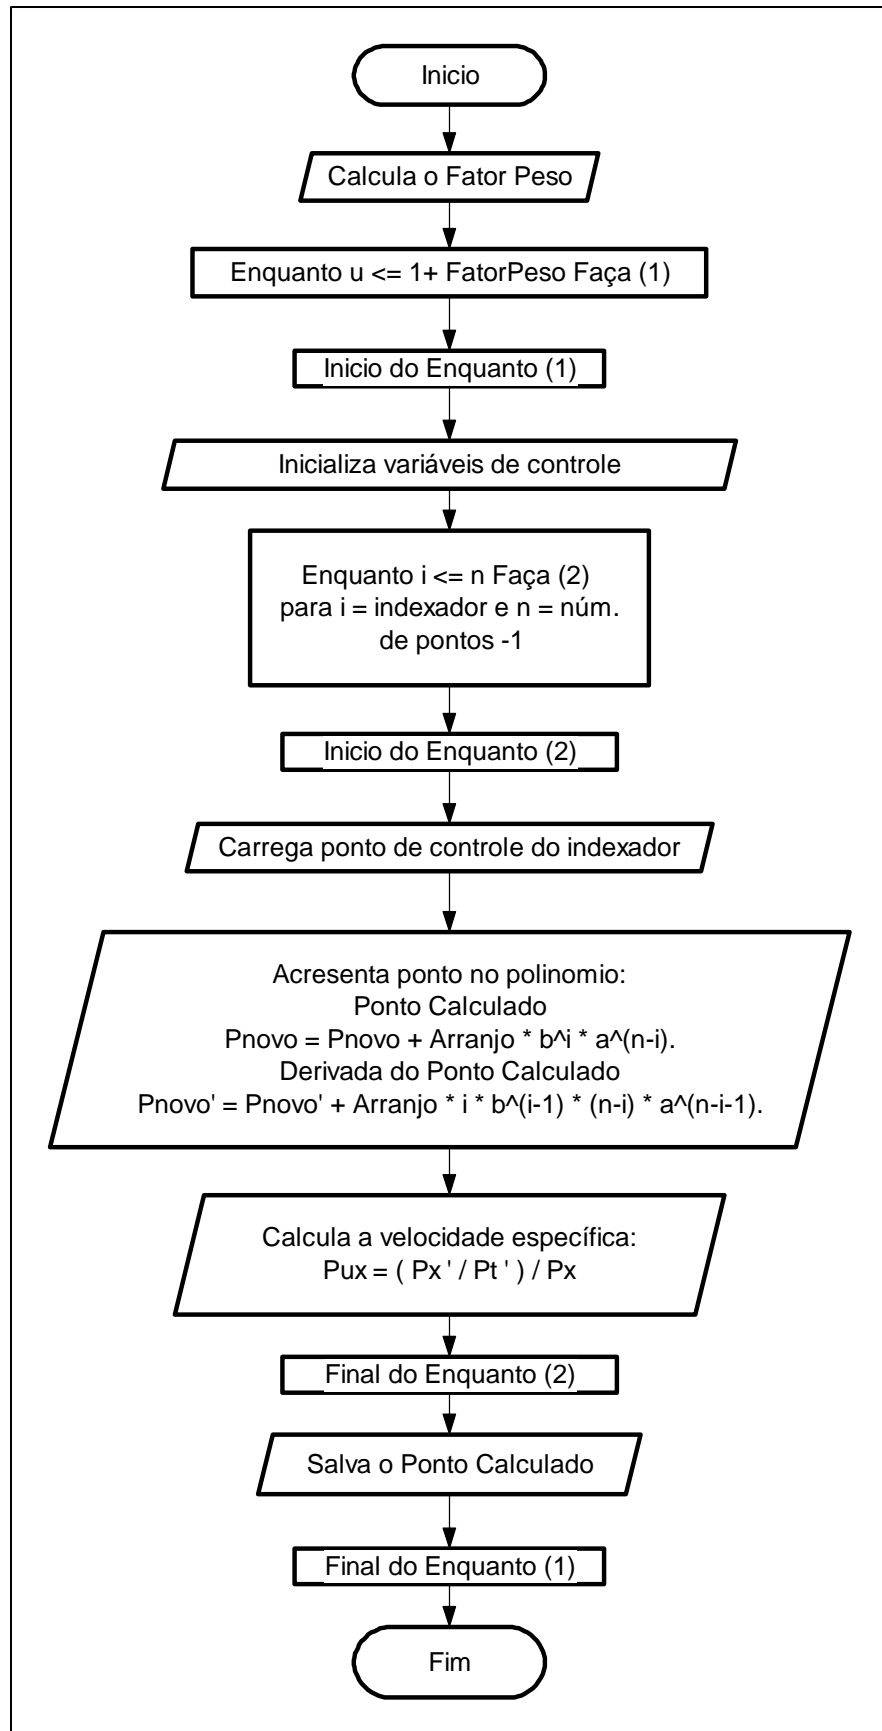 Inicio
Calcula o Fator Peso
Enquanto u <= 1+ FatorPeso Faça (1)
Inicio do Enquanto (1)
Inicializa variáveis de controle
Enquanto i <= n Faça (2)
para i = indexador e n = núm.
de pontos -1
Inicio do Enquanto (2)
Carrega ponto de controle do indexador
Acresenta ponto no polinomio:
Ponto Calculado
Pnovo = Pnovo + Arranjo * b^i * a^(n-i).
Derivada do Ponto Calculado
Pnovo' = Pnovo' + Arranjo * i * b^(i-1) * (n-i) * a^(n-i-1).
Calcula a velocidade específica:
Pux = ( Px ' / Pt ' ) / Px
Final do Enquanto (2)
Salva o Ponto Calculado
Final do Enquanto (1)
Fim